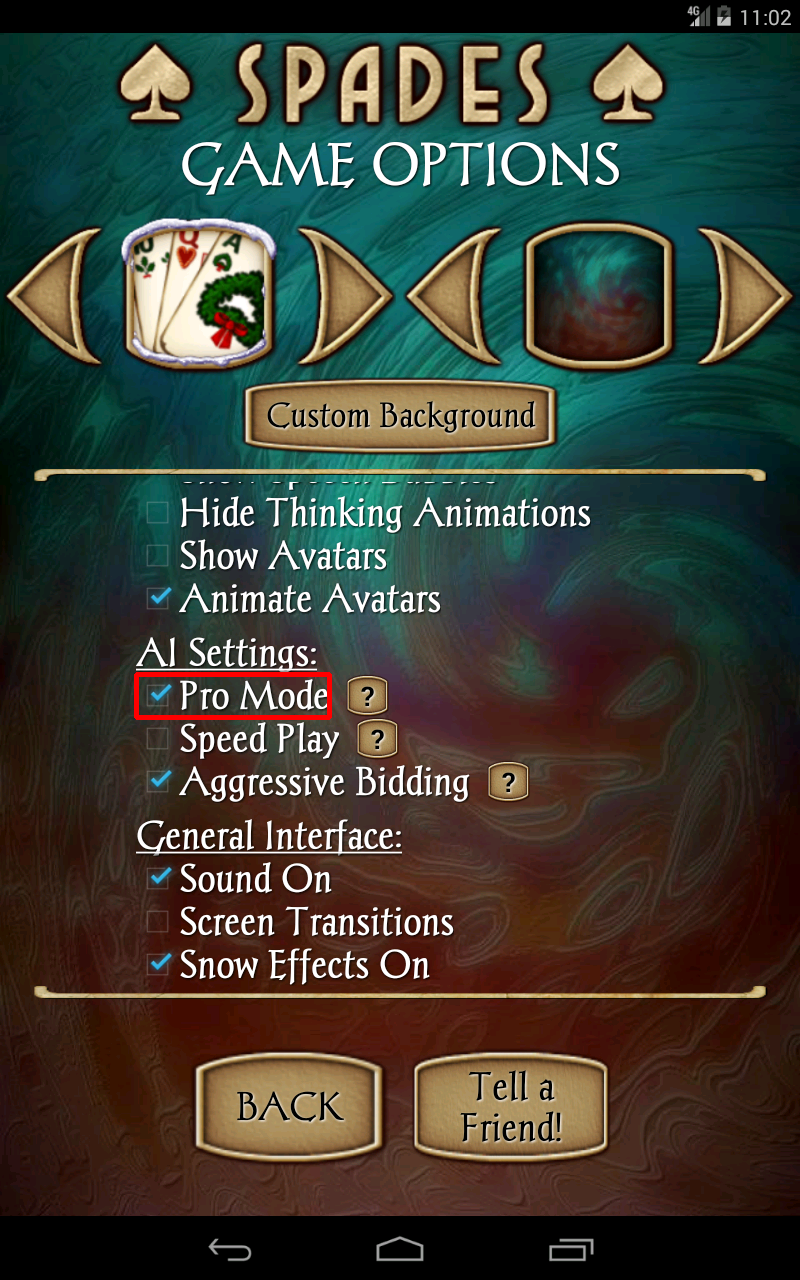 4G 11:02
SPADES
GAME OPTIONS
Q A
Custom Background
Hide Thinking Animations
Show Avatars
Animate Avatars
AI Settings:
Pro Mode ?
Speed Play ?
Aggressive Bidding ?
General Interface:
Sound On
Screen Transitions
Snow Effects On
BACK
Tell a
Friend!